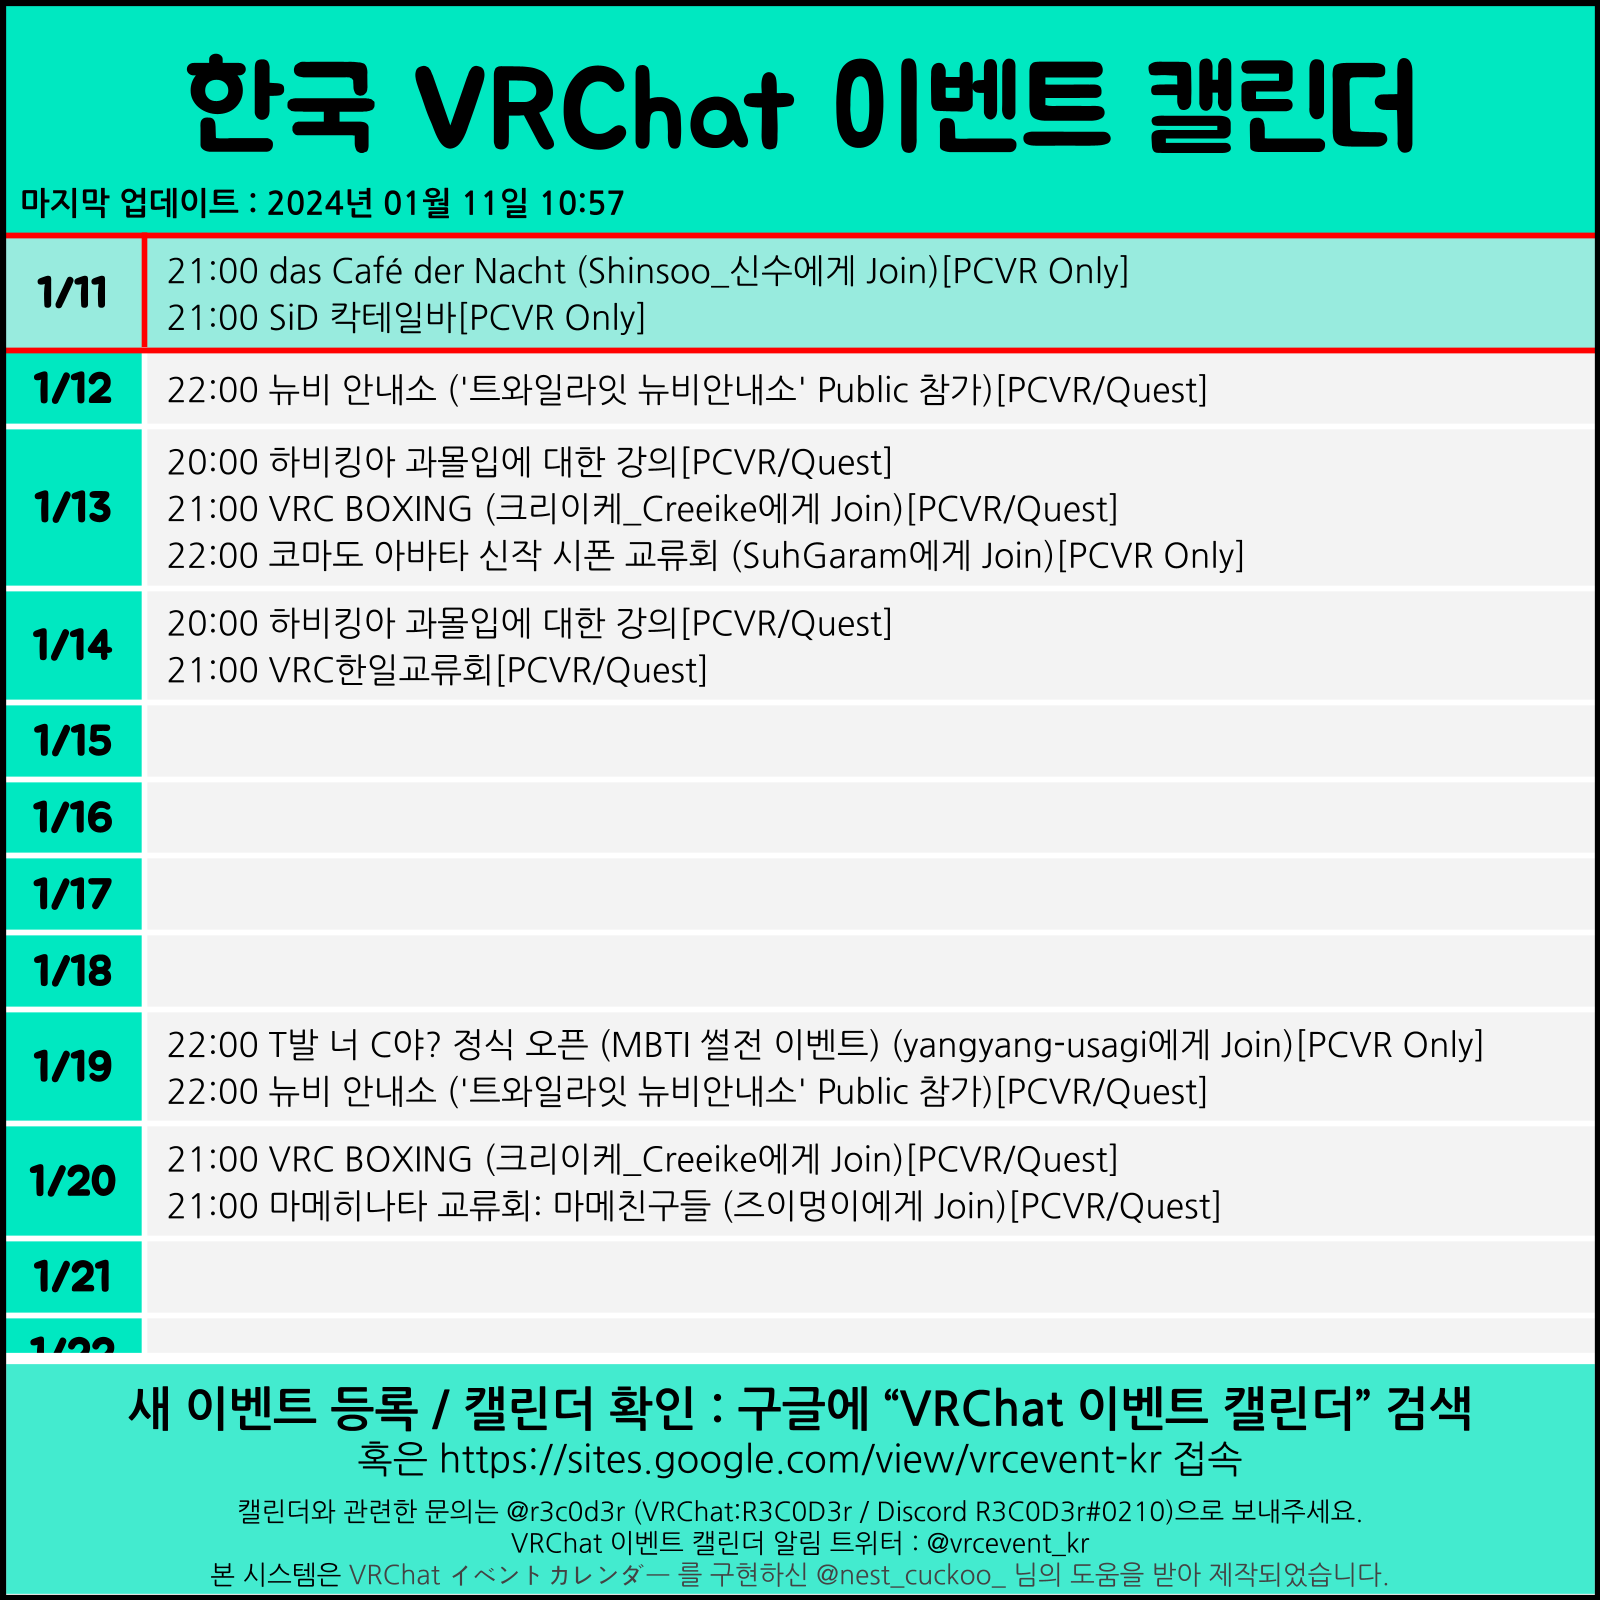 한국 VRChat 이벤트 캘린더
마지막 업데이트 : 2024년 01월 11일 10:57
1/11
21:00 das Café der Nacht (Shinsoo_신수에게 Join)[PCVR Only]
21:00 SiD 칵테일바[PCVR Only]
1/12
22:00 뉴비 안내소 ('트와일라잇 뉴비안내소' Public 참가)[PCVR/Quest]
1/13
20:00 하비킹아 과몰입에 대한 강의[PCVR/Quest]
21:00 VRC BOXING (크리이케_Creeike에게 Join)[PCVR/Quest]
22:00 코마도 아바타 신작 시폰 교류회 (SuhGaram에게 Join)[PCVR Only]
1/14
20:00 하비킹아 과몰입에 대한 강의[PCVR/Quest]
21:00 VRC한일교류회[PCVR/Quest]
1/15
1/16
1/17
1/18
1/19
22:00 T발 너 C야? 정식 오픈 (MBTI 썰전 이벤트) (yangyang-usagi에게 Join)[PCVR Only]
22:00 뉴비 안내소 ('트와일라잇 뉴비안내소' Public 참가)[PCVR/Quest]
1/20
21:00 VRC BOXING (크리이케_Creeike에게 Join)[PCVR/Quest]
21:00 마메히나타 교류회: 마메친구들 (즈이멍이에게 Join)[PCVR/Quest]
1/21
1/22
새 이벤트 등록 / 캘린더 확인 : 구글에 “VRChat 이벤트 캘린더” 검색
혹은 https://sites.google.com/view/vrcevent-kr 접속
캘린더와 관련한 문의는 @r3c0d3r (VRChat:R3C0D3r / Discord R3C0D3r#0210)으로 보내주세요.
VRChat 이벤트 캘린더 알림 트위터 : @vrcevent_kr
본 시스템은 VRChat イベントカレンダー 를 구현하신 @nest_cuckoo_ 님의 도움을 받아 제작되었습니다.